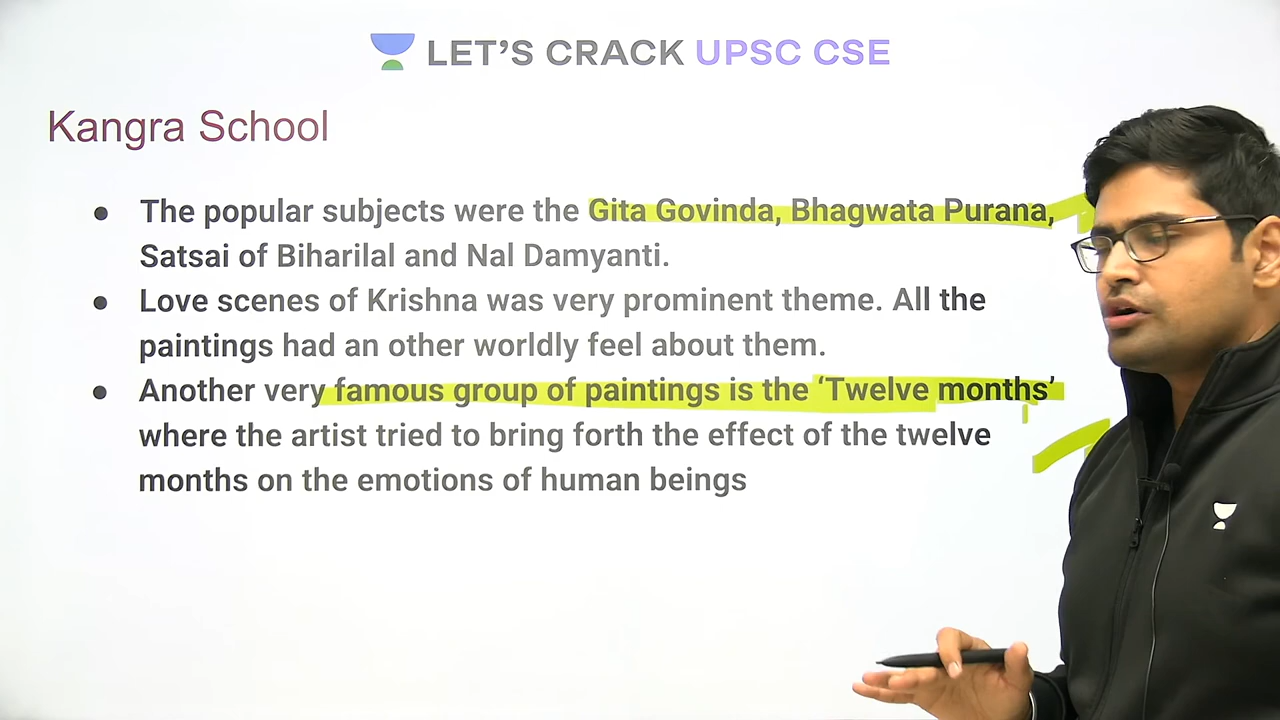 LET'S CRACK UPSC CSE
Kangra School
● The popular subjects were the Gita Govinda, Bhagwata Purana,
Satsai of Biharilal and Nal Damyanti.
● Love scenes of Krishna was very prominent theme. All the
paintings had an other worldly feel about them.
● Another very famous group of paintings is the ‘Twelve months’
where the artist tried to bring forth the effect of the twelve
months on the emotions of human beings